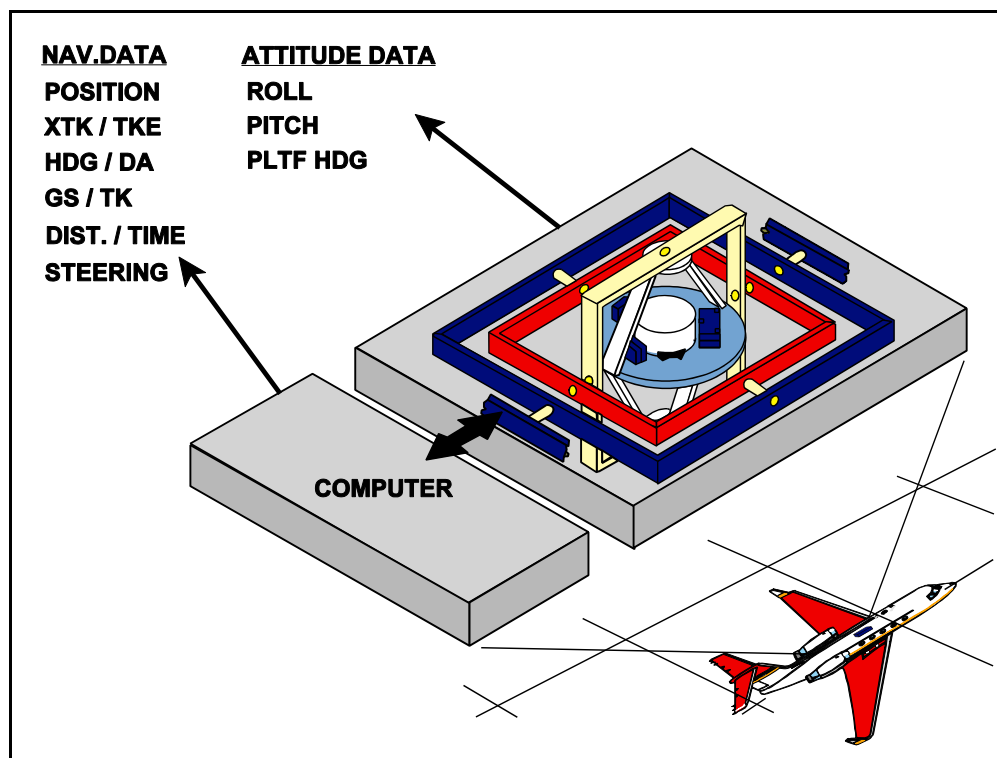 NAV.DATA
POSITION
XTK / TKE
HDG / DA
GS / TK
DIST. / TIME
STEERING
ATTITUDE DATA
ROLL
PITCH
PLTF HDG
COMPUTER